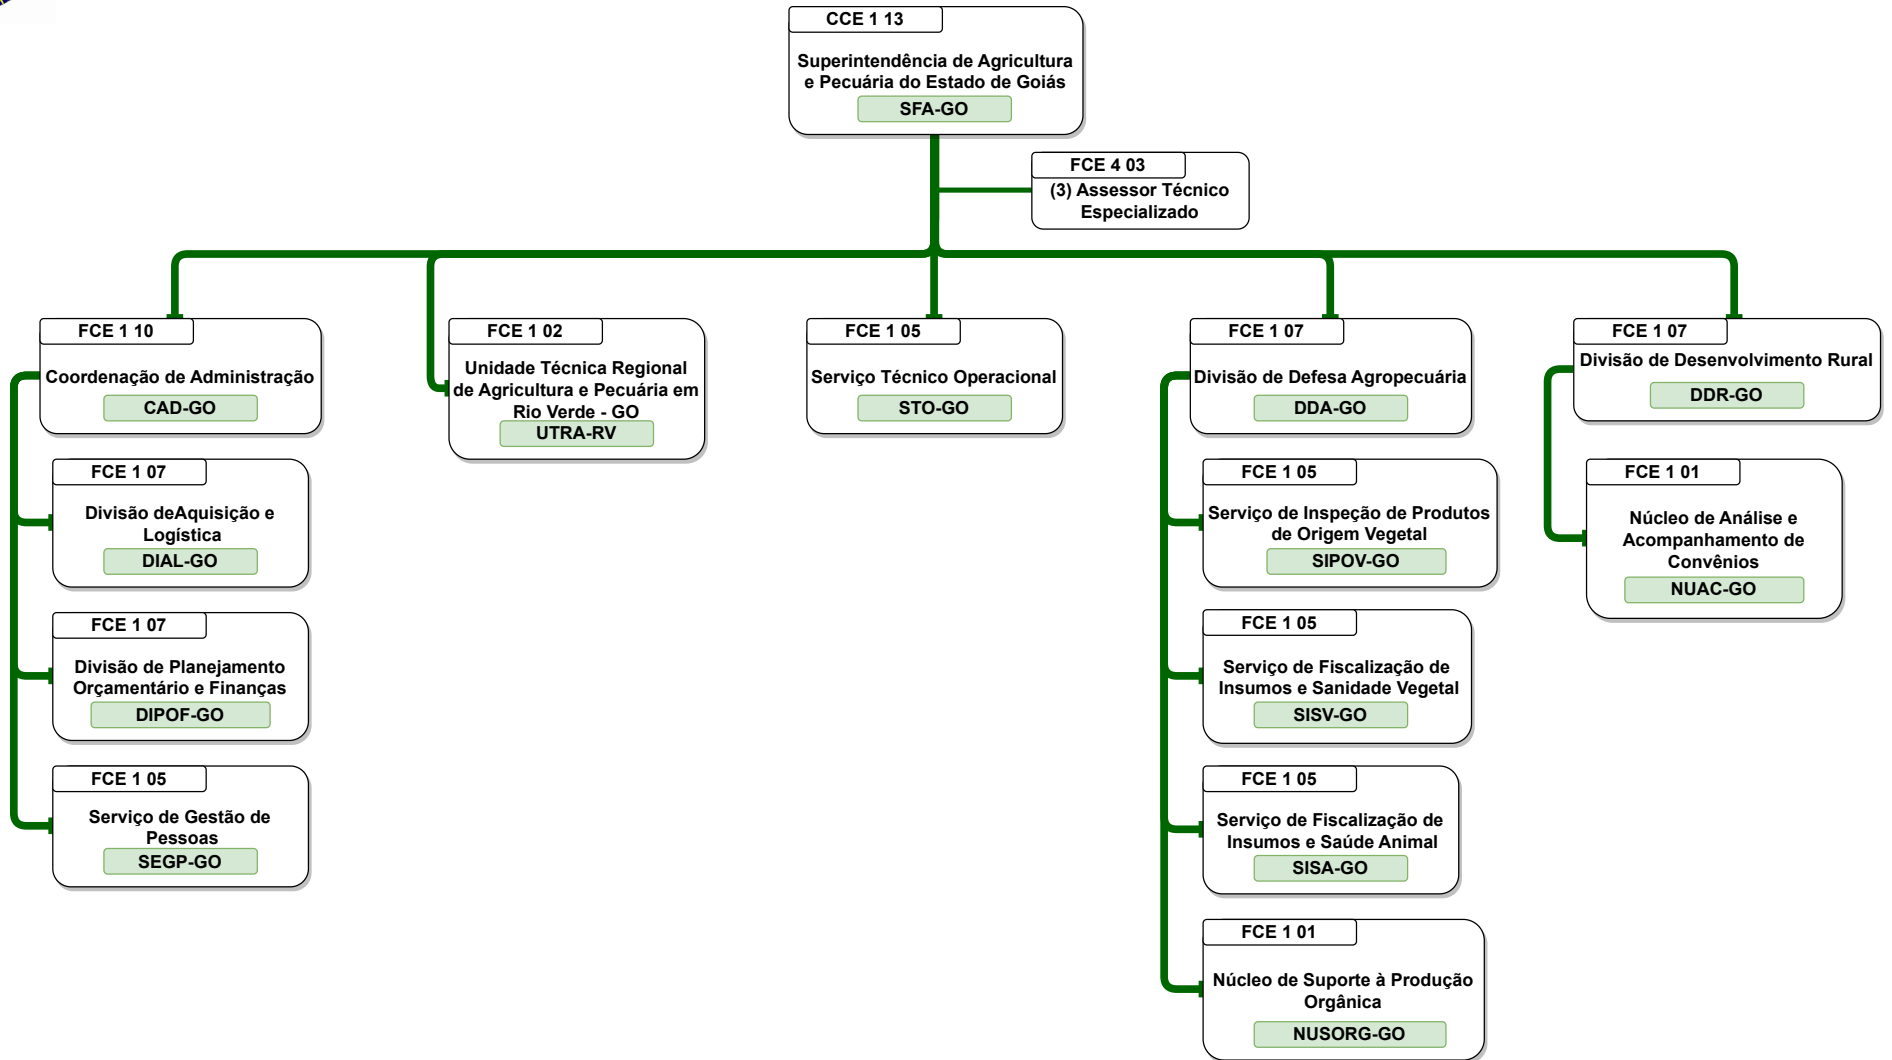 CCE 1 13
Superintendência de Agricultura
e Pecuária do Estado de Goiás
SFA-GO
FCE 4 03
(3) Assessor Técnico
Especializado
FCE 1 10
Coordenação de Administração
CAD-GO
FCE 1 07
Divisão deAquisição e
Logística
DIAL-GO
FCE 1 07
Divisão de Planejamento
Orçamentário e Finanças
DIPOF-GO
FCE 1 05
Serviço de Gestão de
Pessoas
SEGP-GO
FCE 1 02
Unidade Técnica Regional
de Agricultura e Pecuária em
Rio Verde - GO
UTRA-RV
FCE 1 05
Serviço Técnico Operacional
STO-GO
FCE 1 07
Divisão de Defesa Agropecuária
DDA-GO
FCE 1 05
Serviço de Inspeção de Produtos
de Origem Vegetal
SIPOV-GO
FCE 1 05
Serviço de Fiscalização de
Insumos e Sanidade Vegetal
SISV-GO
FCE 1 05
Serviço de Fiscalização de
Insumos e Saúde Animal
SISA-GO
FCE 1 01
Núcleo de Suporte à Produção
Orgânica
NUSORG-GO
FCE 1 07
Divisão de Desenvolvimento Rural
DDR-GO
FCE 1 01
Núcleo de Análise e
Acompanhamento de
Convênios
NUAC-GO